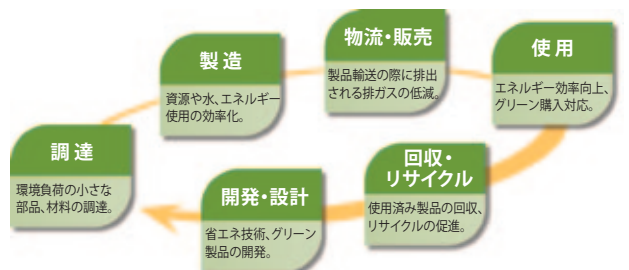 調達
環境負荷の小さな
部品、材料の調達。
製造
資源や水、エネルギー
使用の効率化。
物流・販売
製品輸送の際に排出
される排ガスの低減。
使用
エネルギー効率向上、
グリーン購入対応。
回収・
リサイクル
使用済み製品の回収、
リサイクルの促進。
開発・設計
省エネ技術、グリーン
製品の開発。